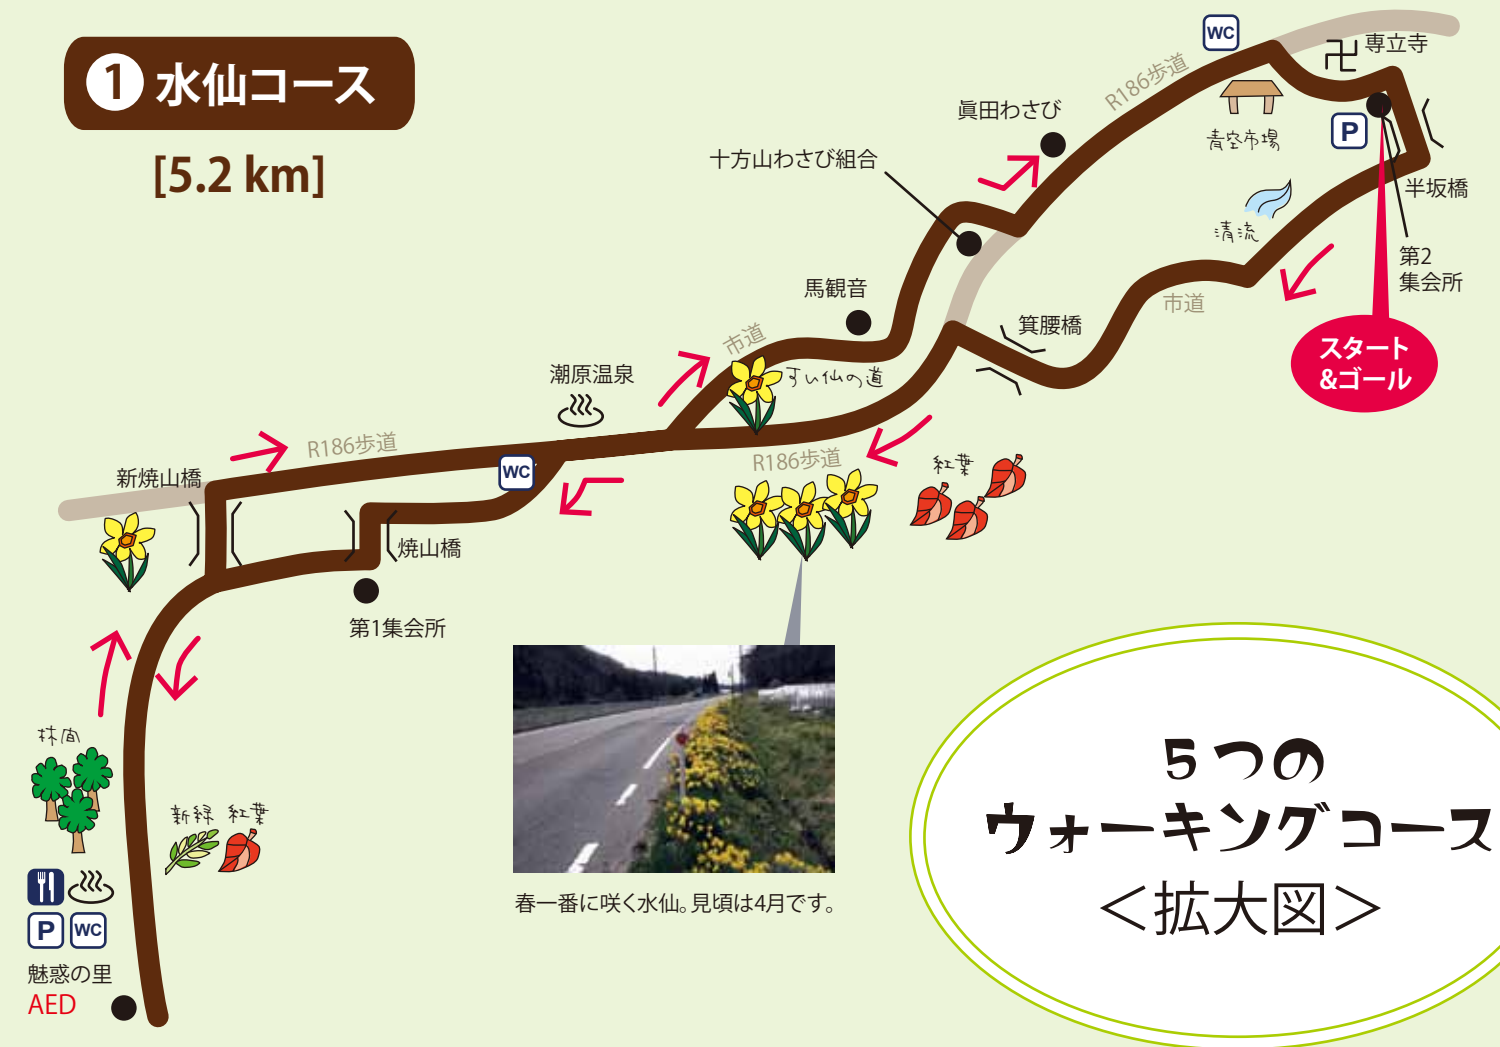 1 水仙コース
[5.2 km]
WC
専立寺
R186歩道
眞田わさび
青空市場
P
十方山わさび組合
半坂橋
清流
第2
集会所
馬観音
市道
箕腰橋
スタート
&ゴール
市道
潮原温泉
すい仙の道
R186歩道
R186歩道
紅葉
新焼山橋
WC
焼山橋
第1集会所
林間
新緑 紅葉
P WC
魅惑の里
AED
春一番に咲く水仙。見頃は4月です。
5つの
ウォーキングコース
＜拡大図＞